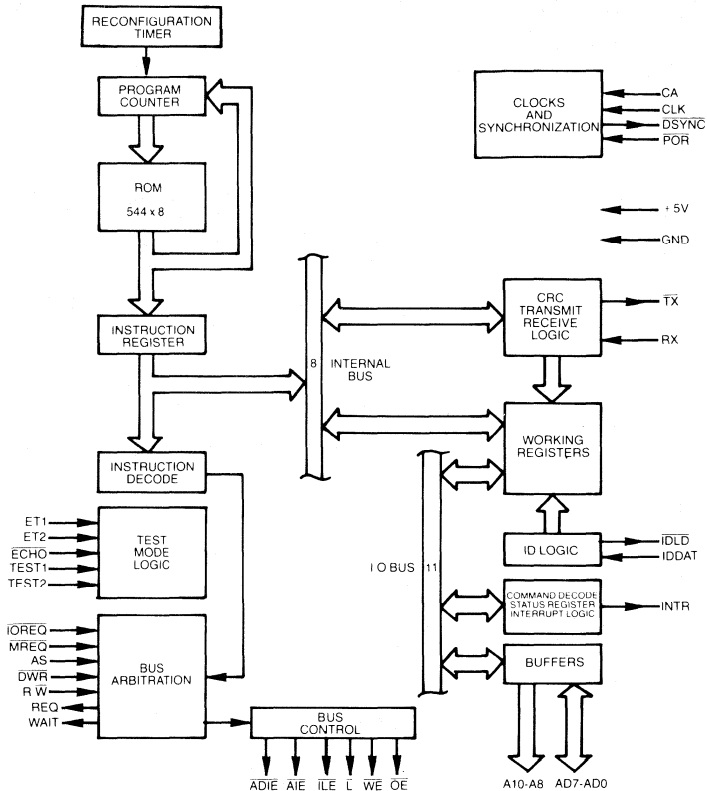 RECONFIGURATION
TIMER
PROGRAM
COUNTER
ROM
544 x 8
INSTRUCTION
REGISTER
INSTRUCTION
DECODE
ET1
ET2
ECHO
TEST1
TEST2
TEST
MODE
LOGIC
IOREQ
MREQ
AS
DWR
R W
REQ
WAIT
BUS
ARBITRATION
BUS
CONTROL
ADIE AIE ILE L WE OE
8 INTERNAL
BUS
I O BUS 11
CLOCKS
AND
SYNCHRONIZATION
CA
CLK
DSYNC
POR
+ 5V
GND
CRC
TRANSMIT
RECEIVE
LOGIC
TX
RX
WORKING
REGISTERS
ID LOGIC
IDLD
IDDAT
COMMAND DECODE
STATUS REGISTER
INTERRUPT LOGIC
INTR
BUFFERS
A10-A8 AD7-AD0